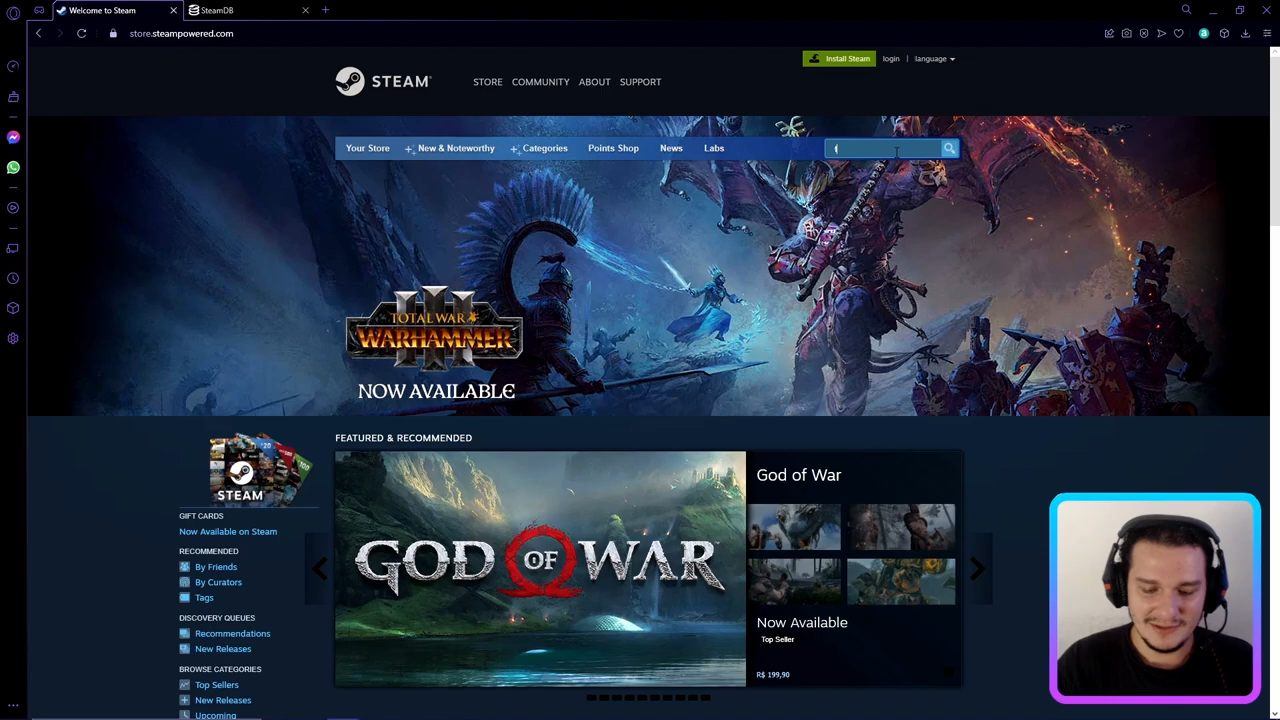 Welcome to Steam
SteamDB
store.steampowered.com
Install Steam
login
language
STEAM
STORE
COMMUNITY
ABOUT
SUPPORT
Your Store
New & Noteworthy
Categories
Points Shop
News
Labs
t
TOTAL WAR
WARHAMMER
III
NOW AVAILABLE
STEAM
GIFT CARDS
Now Available on Steam
RECOMMENDED
By Friends
By Curators
Tags
DISCOVERY QUEUES
Recommendations
New Releases
BROWSE CATEGORIES
Top Sellers
New Releases
Upcoming
FEATURED & RECOMMENDED
GOD OF WAR
God of War
Now Available
Top Seller
R$ 199,90